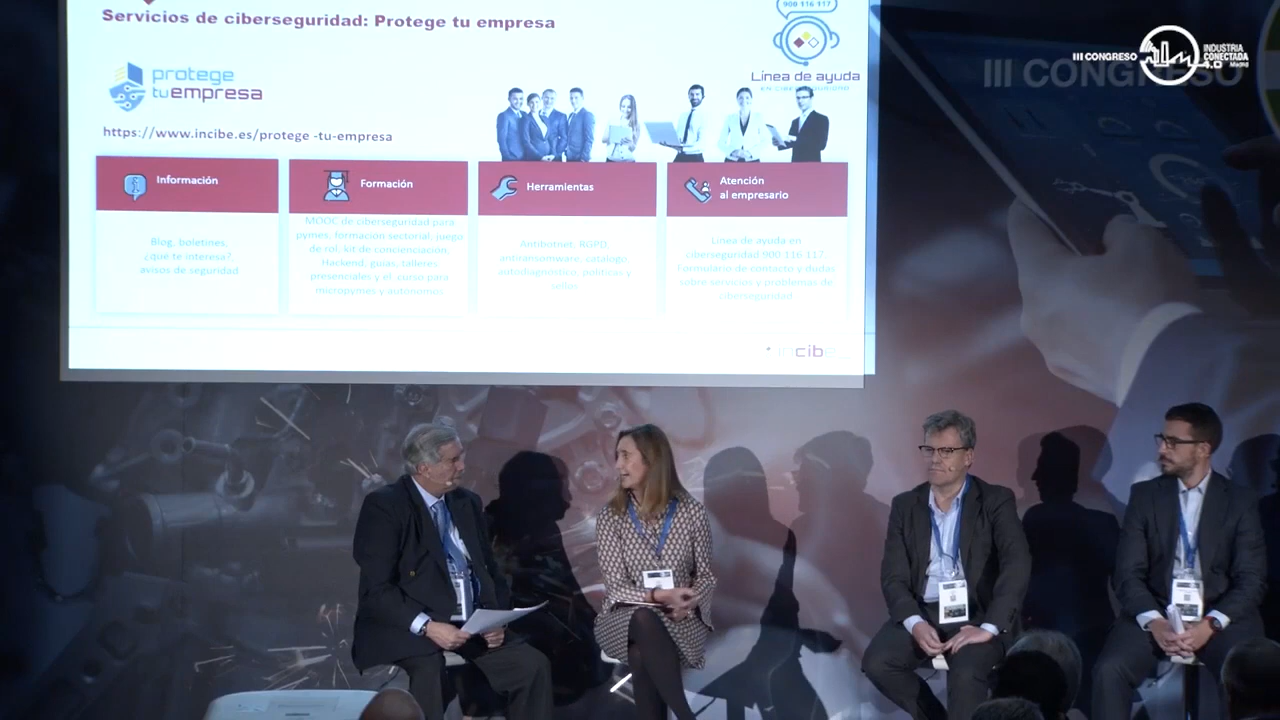 Servicios de ciberseguridad: Protege tu empresa
900 116 117
Línea de ayuda
EN CIBERSEGURIDAD
protege
tuempresa
https://www.incibe.es/protege -tu-empresa
Información
Blog, boletines,
¿qué te interesa?,
avisos de seguridad
Formación
MOOC de ciberseguridad para
pymes, formación sectorial, juego
de rol, kit de concienciación,
Hackend, guías, talleres
presenciales y el curso para
micropymes y autónomos
Herramientas
Antibotnet, RGPD,
antiransomware, catálogo,
autodiagnóstico, políticas y
sellos
Atención
al empresario
Línea de ayuda en
ciberseguridad 900 116 117;
Formulario de contacto y dudas
sobre servicios y problemas de
ciberseguridad
incibe
III CONGRESO
III CONGRESO
INDUSTRIA
CONECTADA
4.0 Madrid